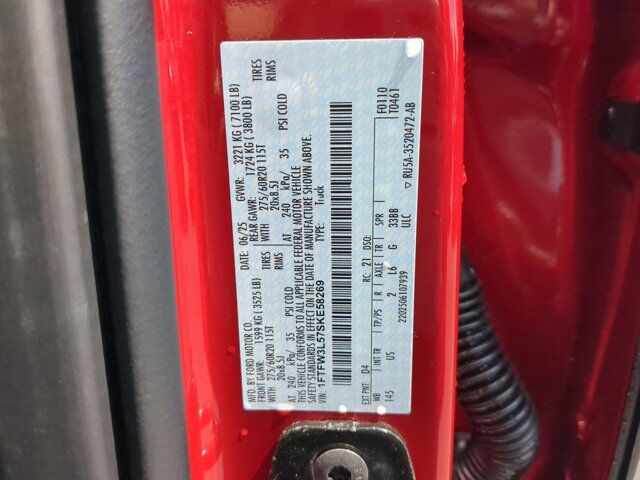 MFD. BY FORD MOTOR CO.
DATE: 06/25 GVWR: 3221 KG ( 7100 LB)
FRONT GAWR: 1599 KG ( 3525 LB) REAR GAWR: 1724 KG ( 3800 LB)
WITH 275/60R20 115T TIRES WITH 275/60R20 115T TIRES
20x8.5J RIMS 20x8.5J RIMS
AT 240 kPa/ 35 PSI COLD AT 240 kPa/ 35 PSI COLD
THIS VEHICLE CONFORMS TO ALL APPLICABLE FEDERAL MOTOR VEHICLE
SAFETY STANDARDS IN EFFECT ON THE DATE OF MANUFACTURE SHOWN ABOVE.
VIN: 1FTFW3L57SKE58269 TYPE: Truck
F0110
T0461
EXT PNT: D4 RC: 21 DSO:
WB INT TR TP/PS R AXLE TR SPR
145 US 2 L6 G 33BB
ULC
2202506107939 ▽ RU5A-3520472-AB